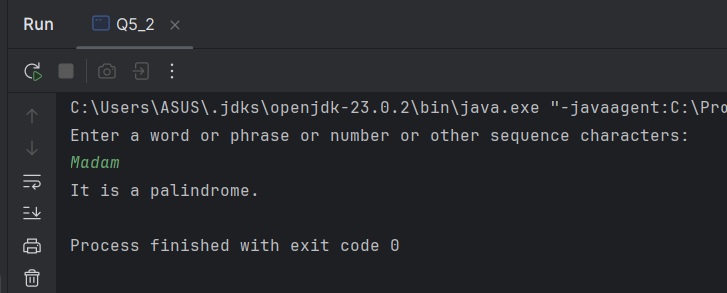 Run Q5_2
C:\Users\ASUS\.jdks\openjdk-23.0.2\bin\java.exe "-javaagent:C:\Pro
Enter a word or phrase or number or other sequence characters:
Madam
It is a palindrome.
Process finished with exit code 0